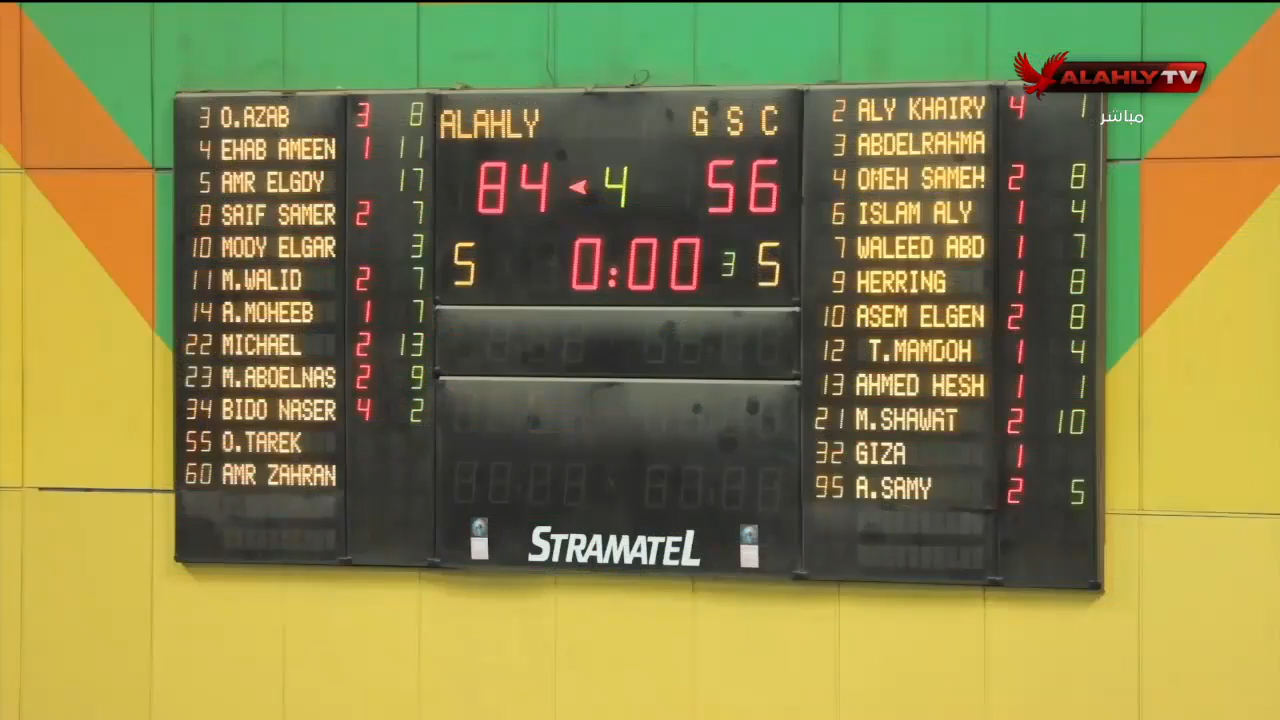 ALAHLY TV
مباشر
3 O.AZAB 3 8
4 EHAB AMEEN 1 11
5 AMR ELGDY 17
8 SAIF SAMER 2 7
10 MODY ELGAR 3
11 M.WALID 2 7
14 A.MOHEEB 1 7
22 MICHAEL 2 13
23 M.ABOELNAS 2 9
34 BIDO NASER 4 2
55 O.TAREK
60 AMR ZAHRAN
ALAHLY G S C
84 4 56
5 0:00 3 5
STRAMATEL
2 ALY KHAIRY 4 1
3 ABDELRAHMA
4 OMEH SAMEH 2 8
6 ISLAM ALY 1 4
7 WALEED ABD 1 7
9 HERRING 1 8
10 ASEM ELGEN 2 8
12 T.MAMDOH 1 4
13 AHMED HESH 1 1
21 M.SHAWAT 2 10
32 GIZA 1
95 A.SAMY 2 5